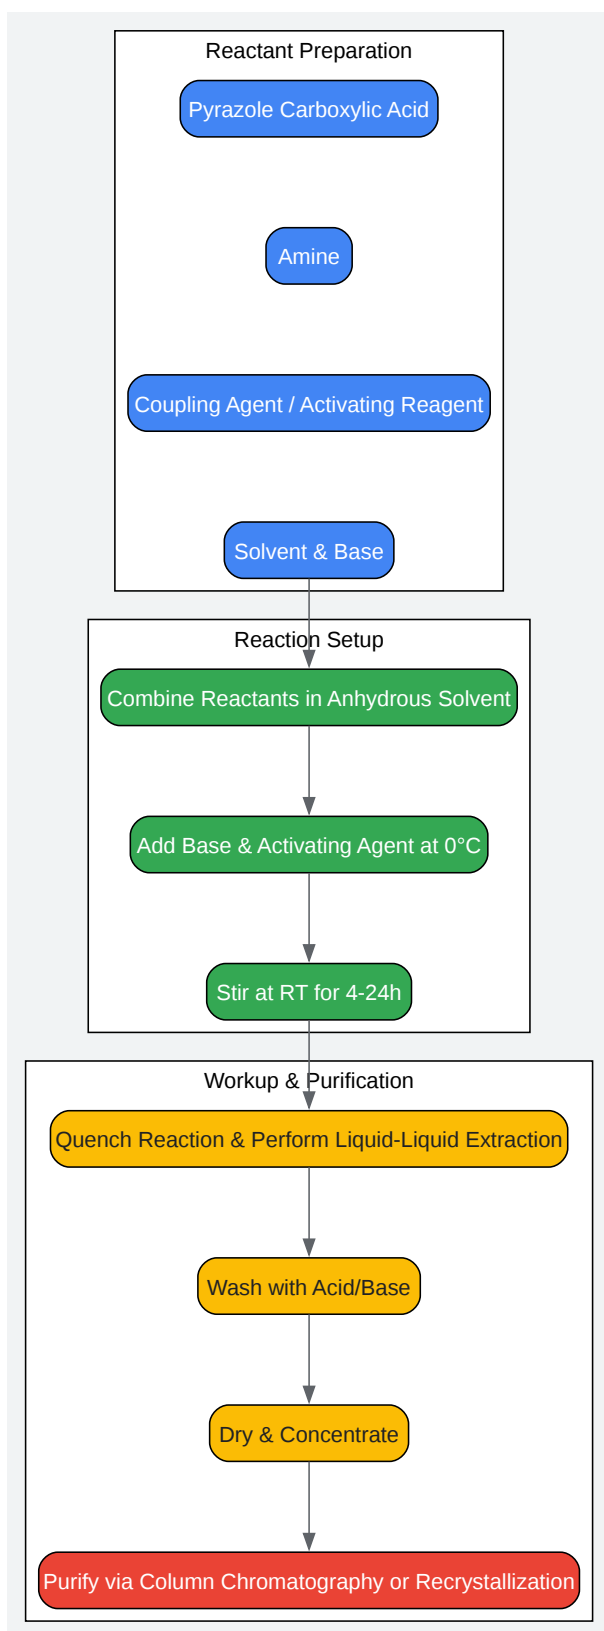 Reactant Preparation
Pyrazole Carboxylic Acid
Amine
Coupling Agent / Activating Reagent
Solvent & Base
Reaction Setup
Combine Reactants in Anhydrous Solvent
Add Base & Activating Agent at 0°C
Stir at RT for 4-24h
Workup & Purification
Quench Reaction & Perform Liquid-Liquid Extraction
Wash with Acid/Base
Dry & Concentrate
Purify via Column Chromatography or Recrystallization